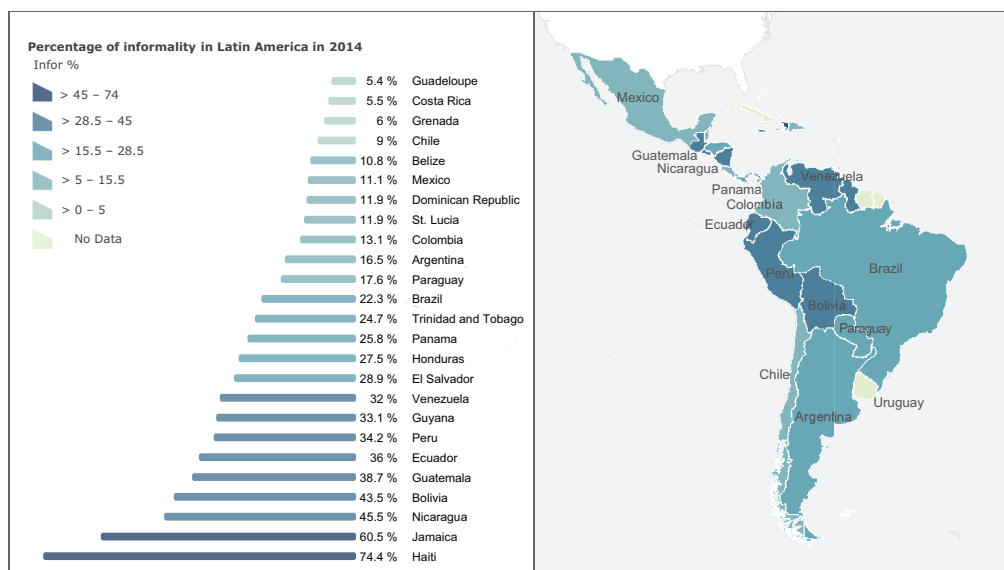 Percentage of informality in Latin America in 2014
Infor %
> 45 – 74
> 28.5 – 45
> 15.5 – 28.5
> 5 – 15.5
> 0 – 5
No Data
5.4 % Guadeloupe
5.5 % Costa Rica
6 % Grenada
9 % Chile
10.8 % Belize
11.1 % Mexico
11.9 % Dominican Republic
11.9 % St. Lucia
13.1 % Colombia
16.5 % Argentina
17.6 % Paraguay
22.3 % Brazil
24.7 % Trinidad and Tobago
25.8 % Panama
27.5 % Honduras
28.9 % El Salvador
32 % Venezuela
33.1 % Guyana
34.2 % Peru
36 % Ecuador
38.7 % Guatemala
43.5 % Bolivia
45.5 % Nicaragua
60.5 % Jamaica
74.4 % Haiti
Mexico
Guatemala
Nicaragua
Venezuela
Panama
Colombia
Ecuador
Peru
Brazil
Bolivia
Paraguay
Chile
Uruguay
Argentina